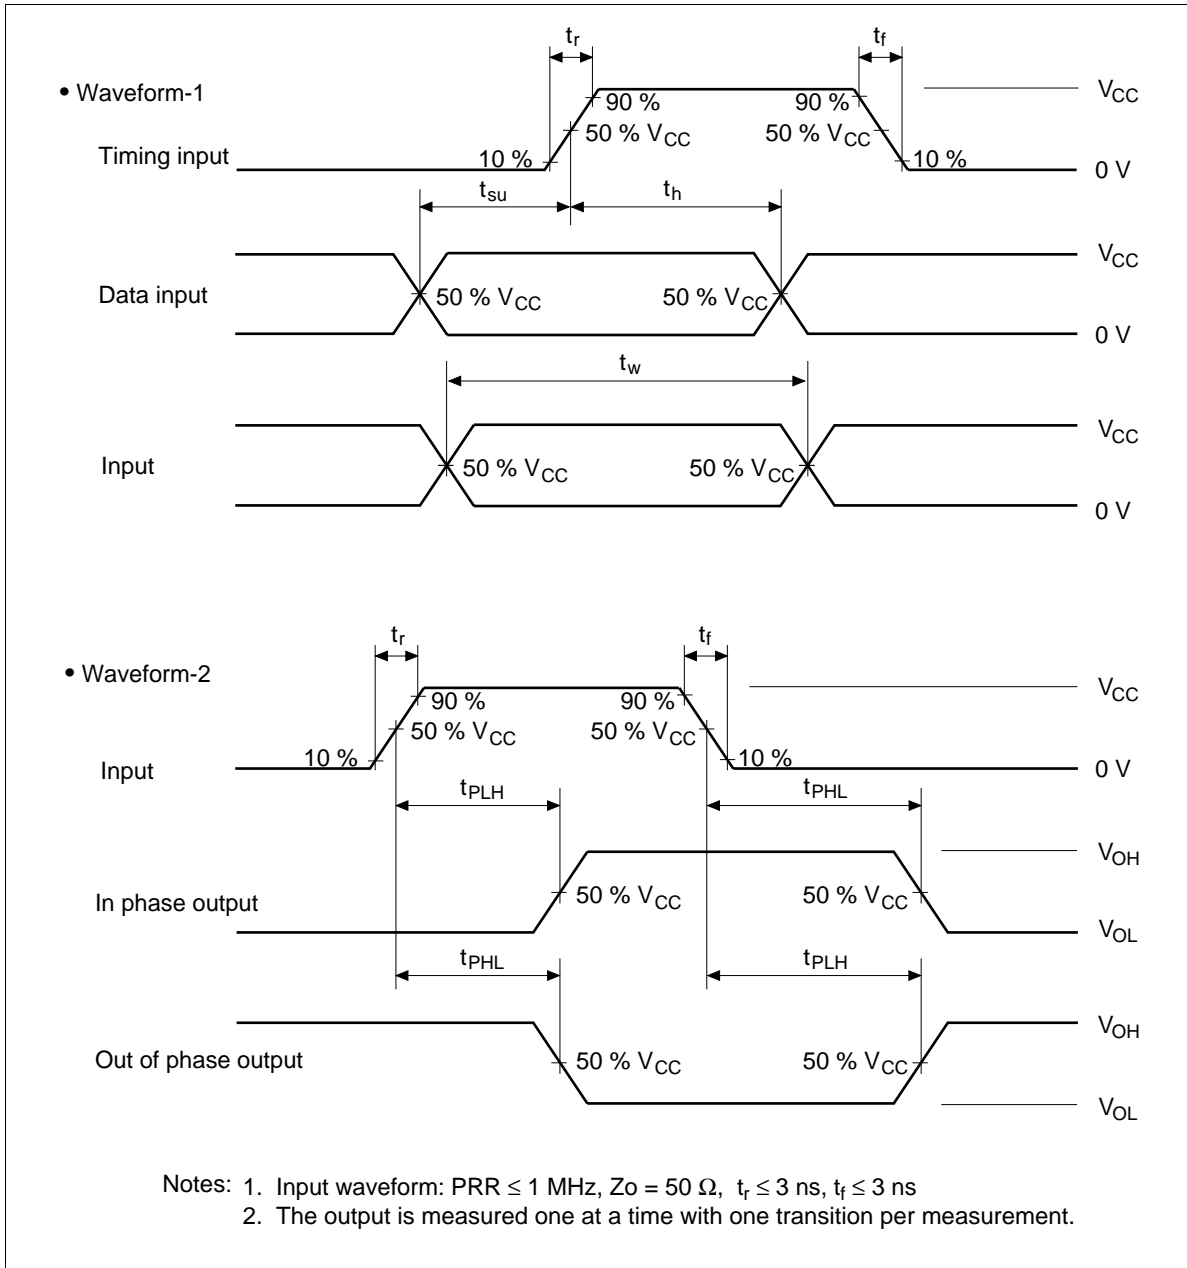 t_r t_f
• Waveform-1
V_CC
90 % 90 %
50 % V_CC 50 % V_CC
Timing input
10 % 10 %
0 V
t_su t_h
V_CC
Data input
50 % V_CC 50 % V_CC
0 V
t_w
V_CC
Input
50 % V_CC 50 % V_CC
0 V
t_r t_f
• Waveform-2
V_CC
90 % 90 %
50 % V_CC 50 % V_CC
10 % 10 %
Input
0 V
t_PLH t_PHL
V_OH
50 % V_CC 50 % V_CC
In phase output
V_OL
t_PHL t_PLH
V_OH
Out of phase output
50 % V_CC 50 % V_CC
V_OL
Notes: 1. Input waveform: PRR ≤ 1 MHz, Zo = 50 Ω, t_r ≤ 3 ns, t_f ≤ 3 ns
2. The output is measured one at a time with one transition per measurement.